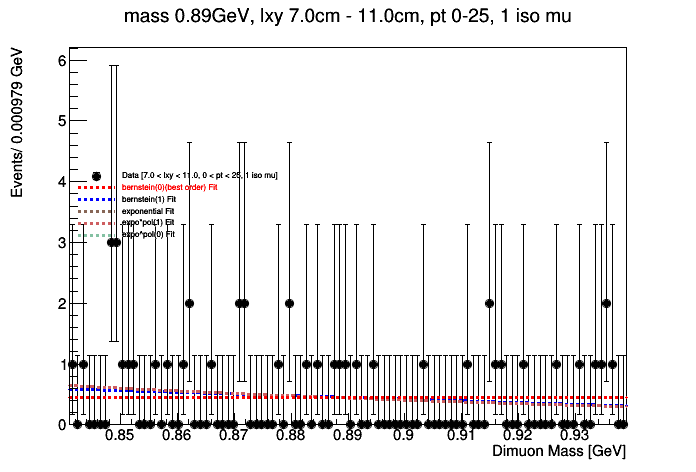 mass 0.89GeV, lxy 7.0cm - 11.0cm, pt 0-25, 1 iso mu
Events/ 0.000979 GeV
6
5
4
3
2
1
0
Data [7.0 < lxy < 11.0, 0 < pt < 25, 1 iso mu]
bernstein(0)(best order) Fit
bernstein(1) Fit
exponential Fit
expo*pol(1) Fit
expo^pol(0) Fit
0.85 0.86 0.87 0.88 0.89 0.9 0.91 0.92 0.93
Dimuon Mass [GeV]